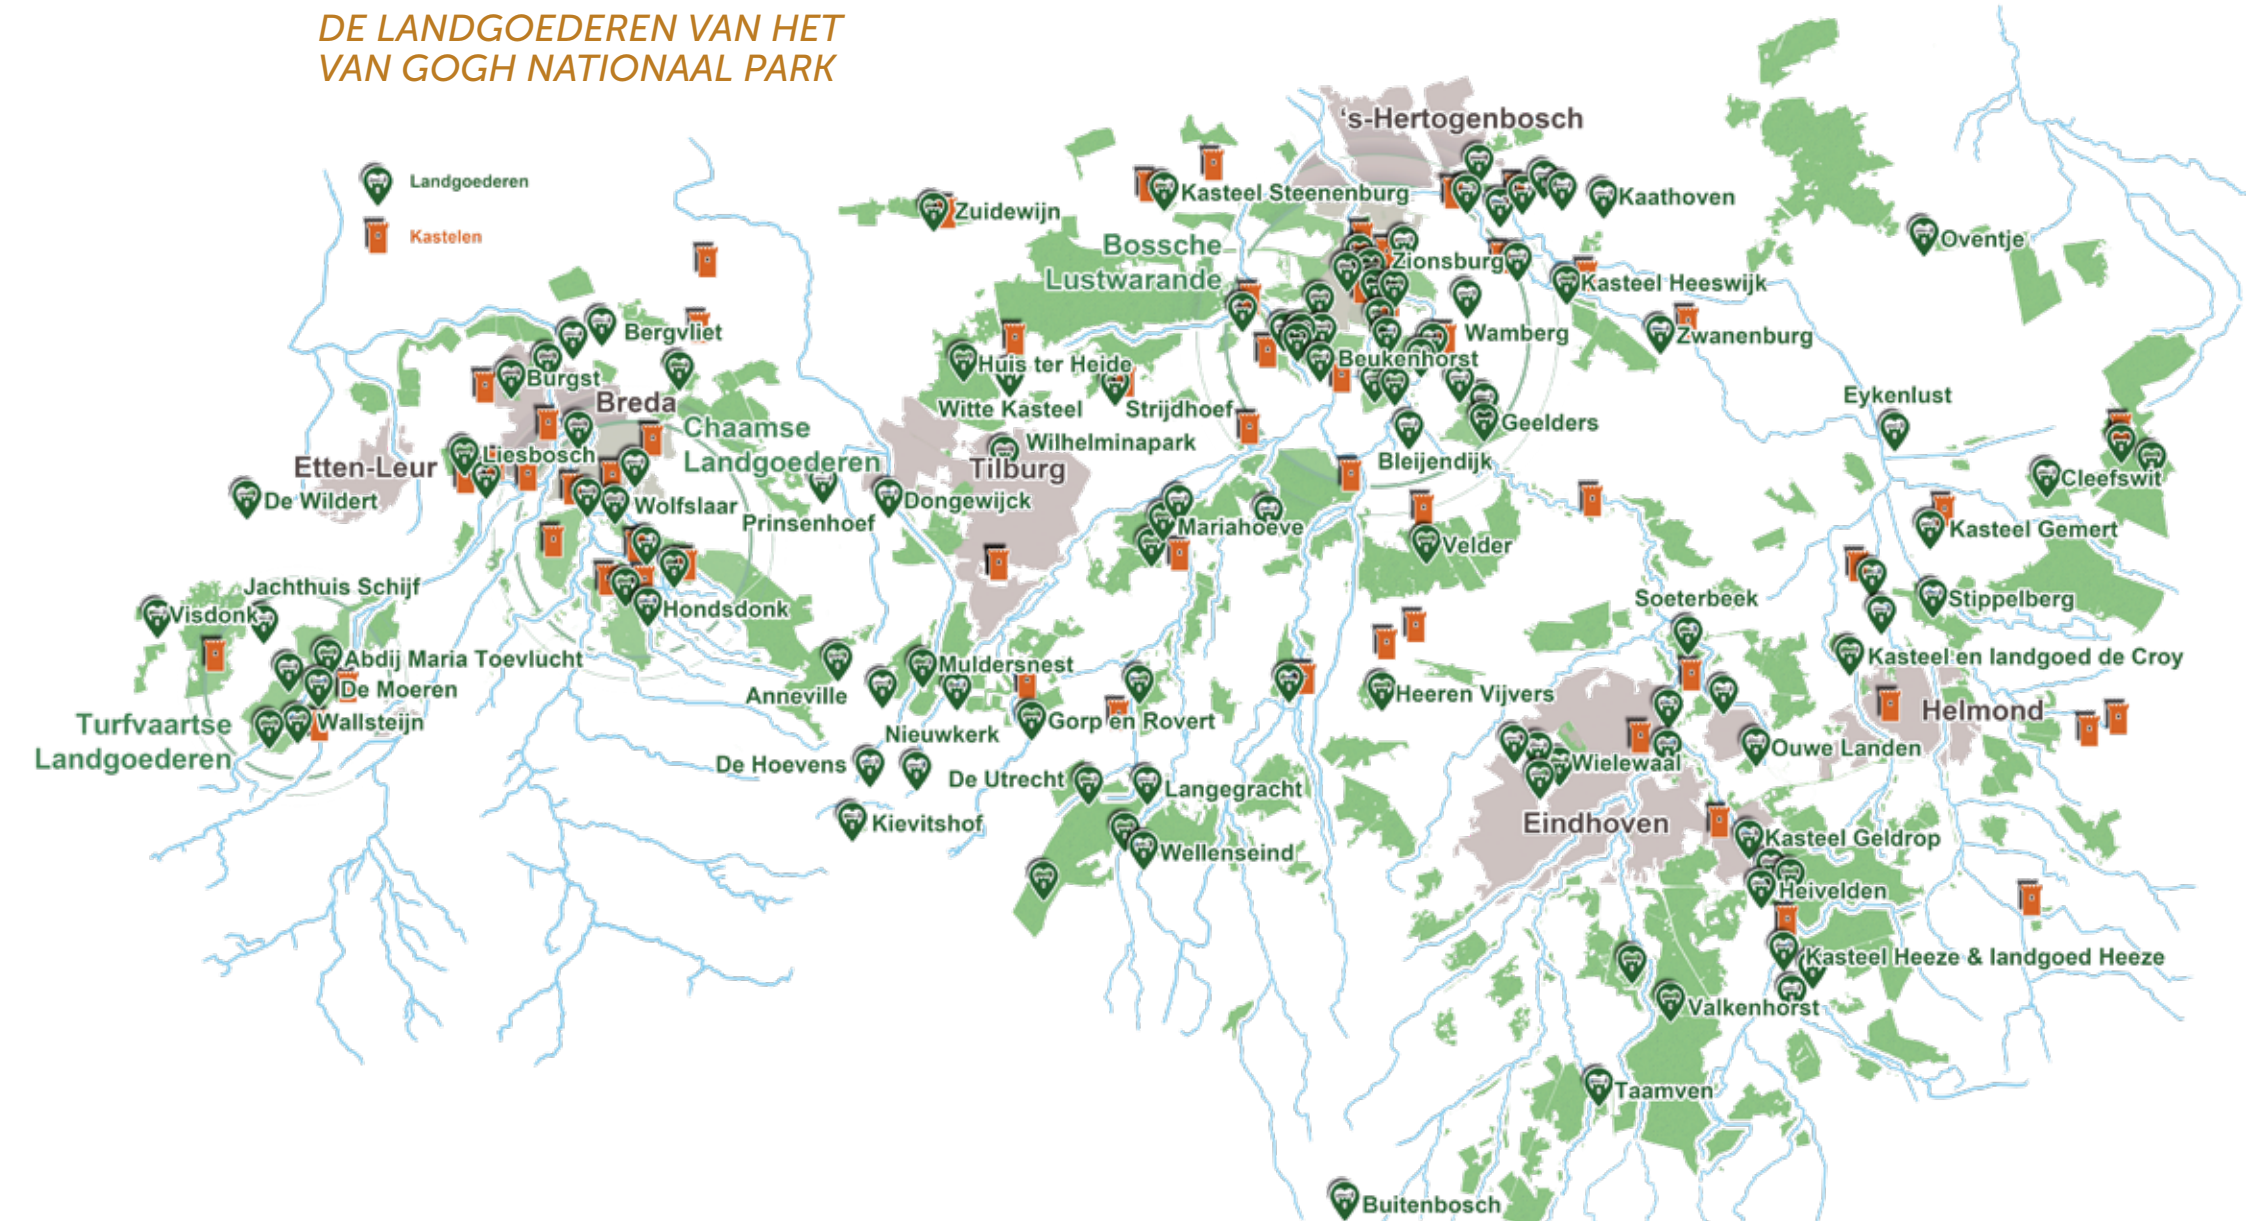 DE LANDGOEDEREN VAN HET
VAN GOGH NATIONAAL PARK
Landgoederen
Kastelen
's-Hertogenbosch
Kasteel Steenenburg
Kaathoven
Zuidewijn
Bossche
Lustwarande
Zionsburg
Oventje
Kasteel Heeswijk
Bergvliet
Wamberg
Zwanenburg
Huis ter Heide
Beukenhorst
Burgst
Breda
Witte Kasteel
Strijdhoef
Eykenlust
Chaamse
Landgoederen
Wilhelminapark
Geelders
Liesbosch
Etten-Leur
Tilburg
Bleijendijk
Cleefswit
De Wildert
Wolfslaar
Prinsenhoef
Dongewijck
Mariahoeve
Kasteel Gemert
Velder
Jachthuis Schijf
Visdonk
Hondsdonk
Soeterbeek
Stippelberg
Abdij Maria Toevlucht
Muldersnest
Kasteel en landgoed de Croy
De Moeren
Anneville
Heeren Vijvers
Turfvaartse
Landgoederen
Wallsteijn
Nieuwkerk
Gorp en Rovert
Helmond
De Hoevens
De Utrecht
Langegracht
Wielewaal
Ouwe Landen
Kievitshof
Eindhoven
Kasteel Geldrop
Wellenseind
Heivelden
Kasteel Heeze & landgoed Heeze
Valkenhorst
Taamven
Buitenbosch